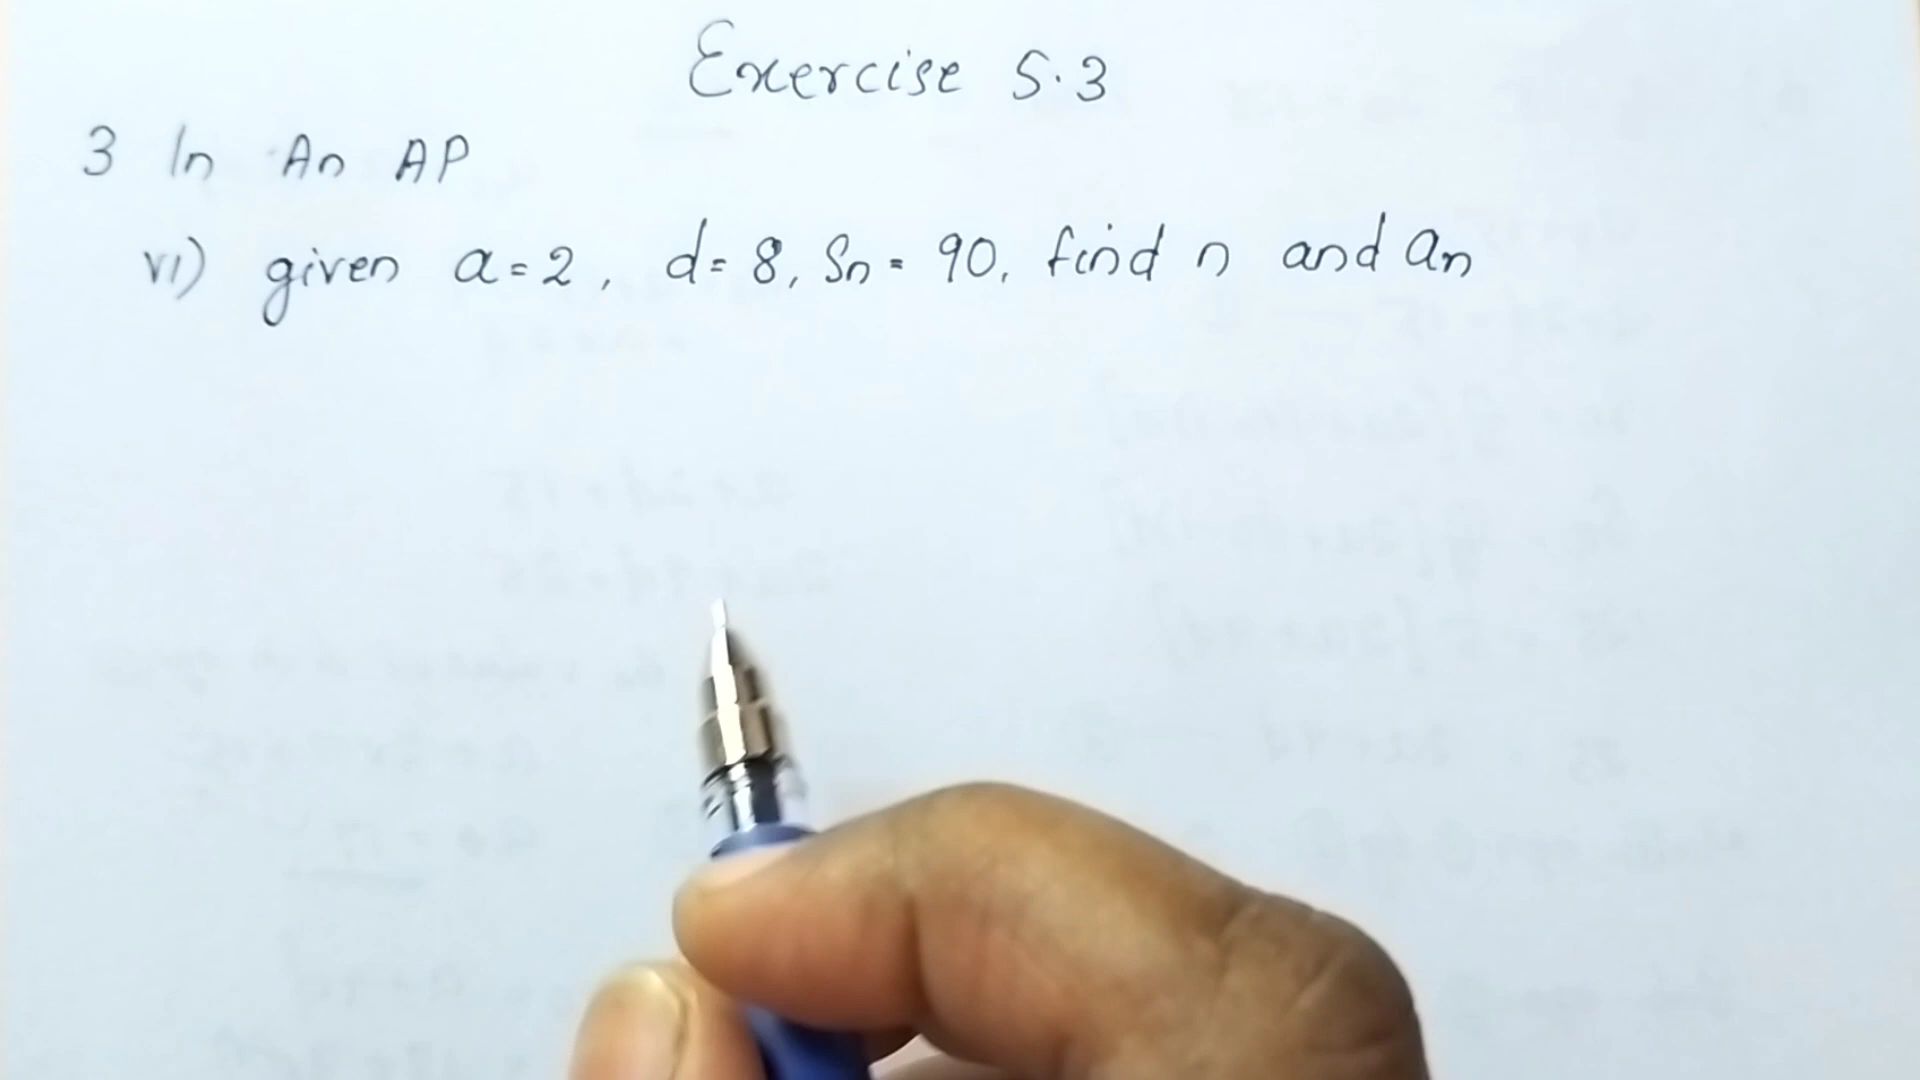 Exercise 5.3
3 In An AP
vi) given a = 2, d = 8, Sn = 90, find n and an